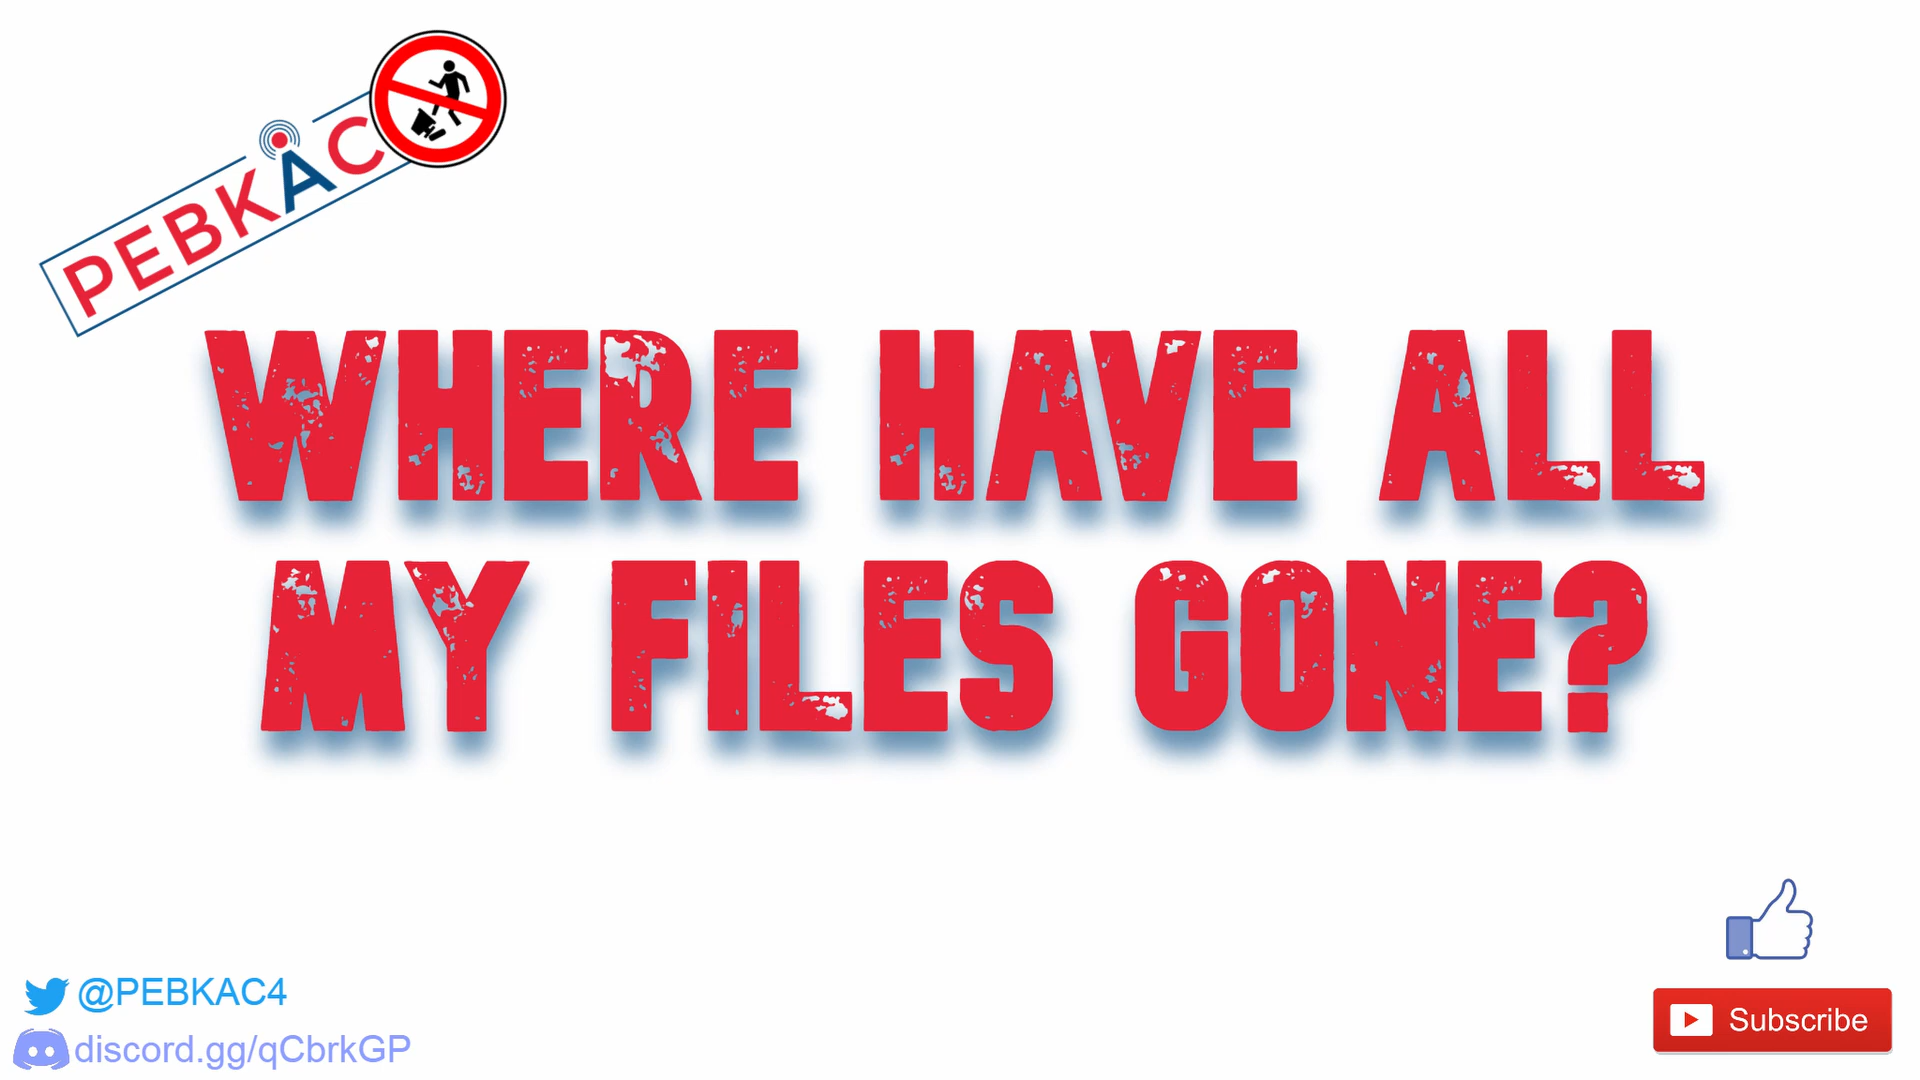 PEBKAC
WHERE HAVE ALL
MY FILES GONE?
@PEBKAC4
discord.gg/qCbrkGP
Subscribe